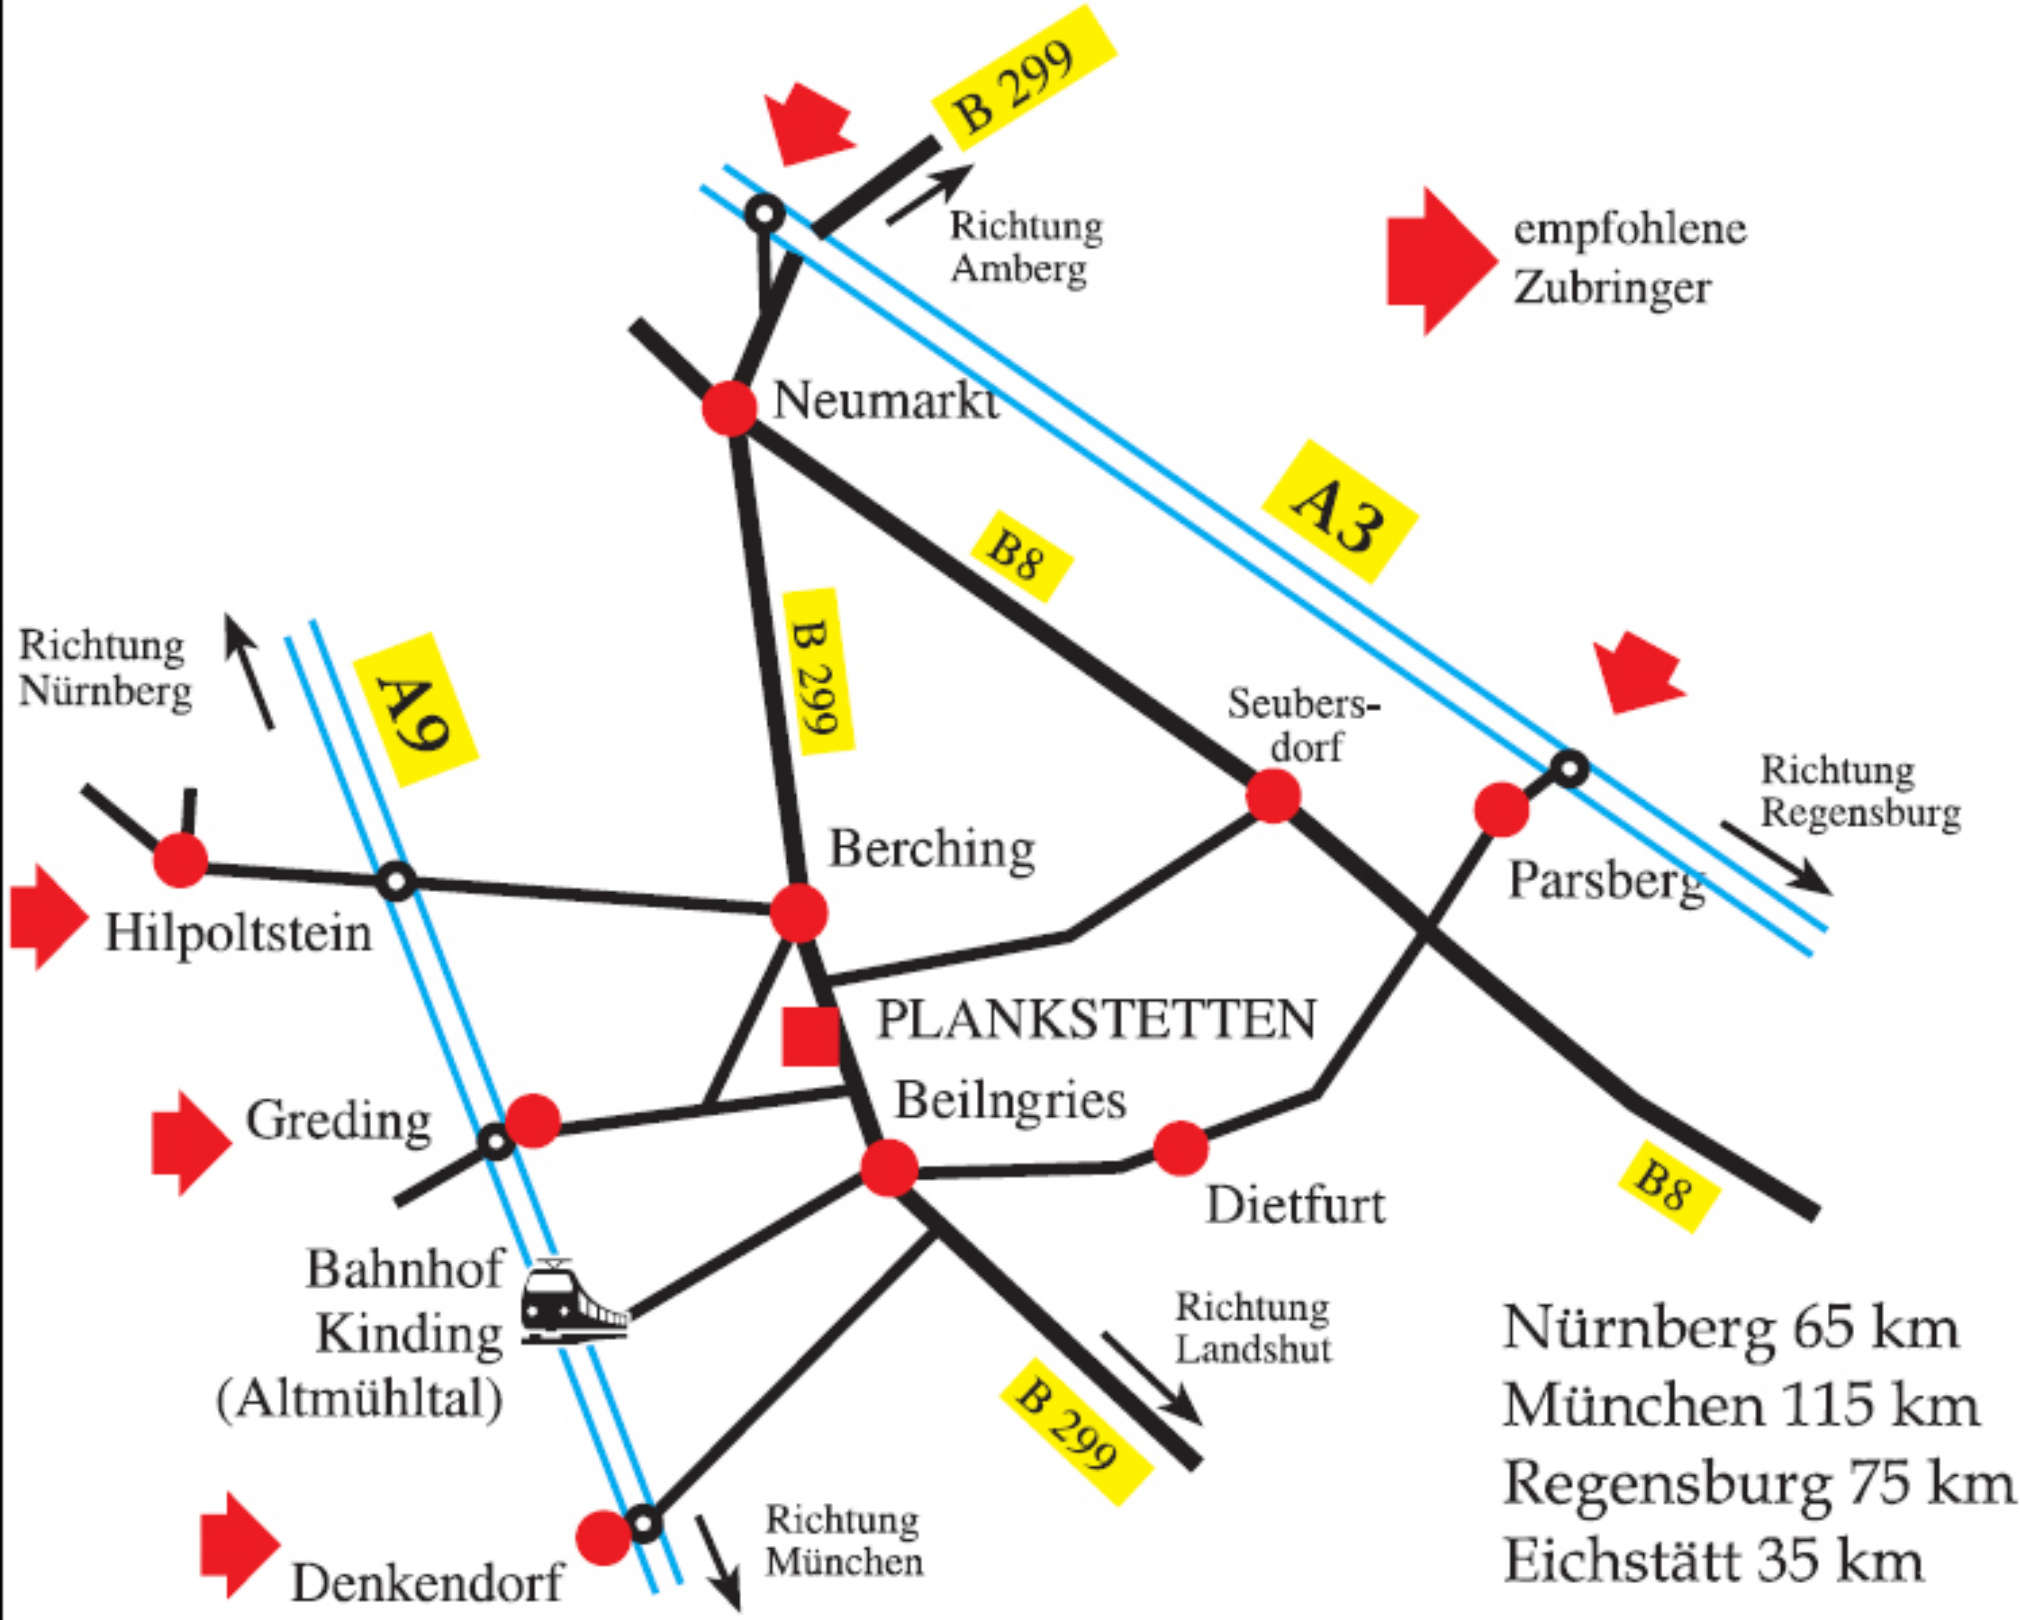 B 299
Richtung
Amberg
empfohlene
Zubringer
Neumarkt
A3
B8
B 299
Richtung
Nürnberg
A9
Seubers-
dorf
Richtung
Regensburg
Berching
Parsberg
Hilpoltstein
PLANKSTETTEN
Beilngries
Greding
Dietfurt
B8
Bahnhof
Kinding
(Altmühltal)
Richtung
Landshut
B 299
Nürnberg 65 km
München 115 km
Regensburg 75 km
Eichstätt 35 km
Richtung
München
Denkendorf